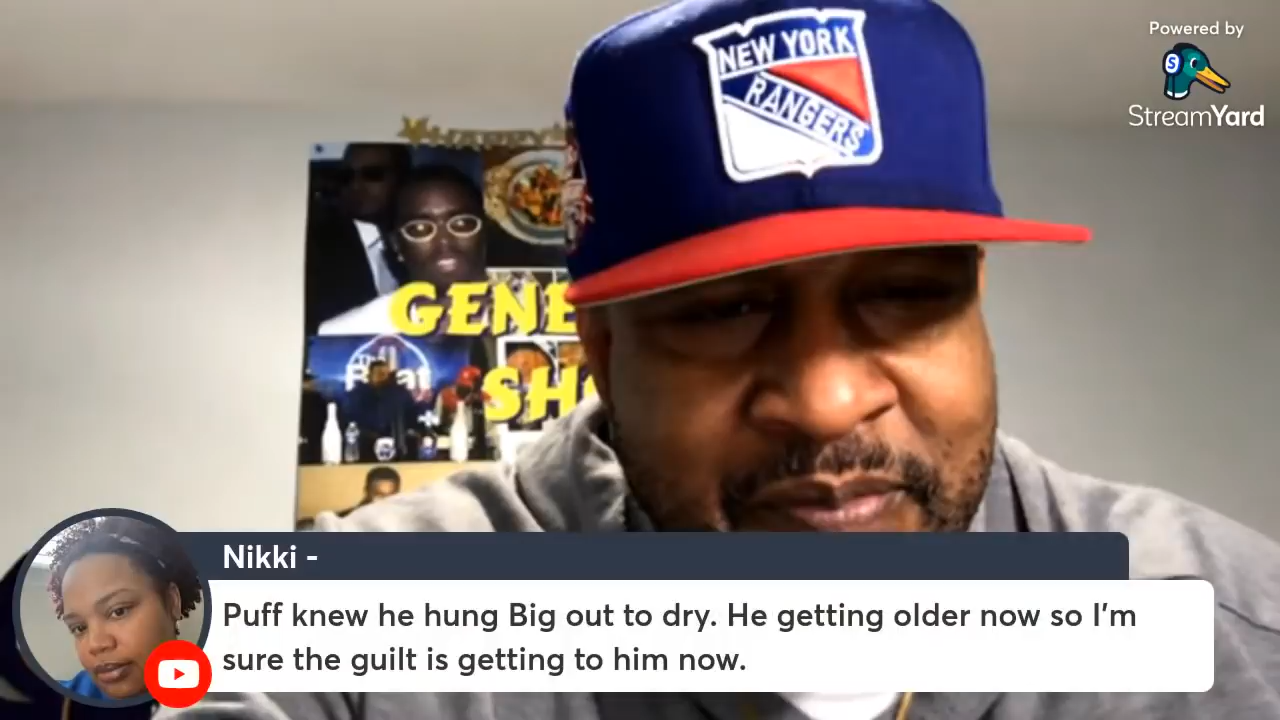 Powered by
StreamYard
S
NEW YORK
RANGERS
GENE
The
SH
Nikki -
Puff knew he hung Big out to dry. He getting older now so I'm
sure the guilt is getting to him now.